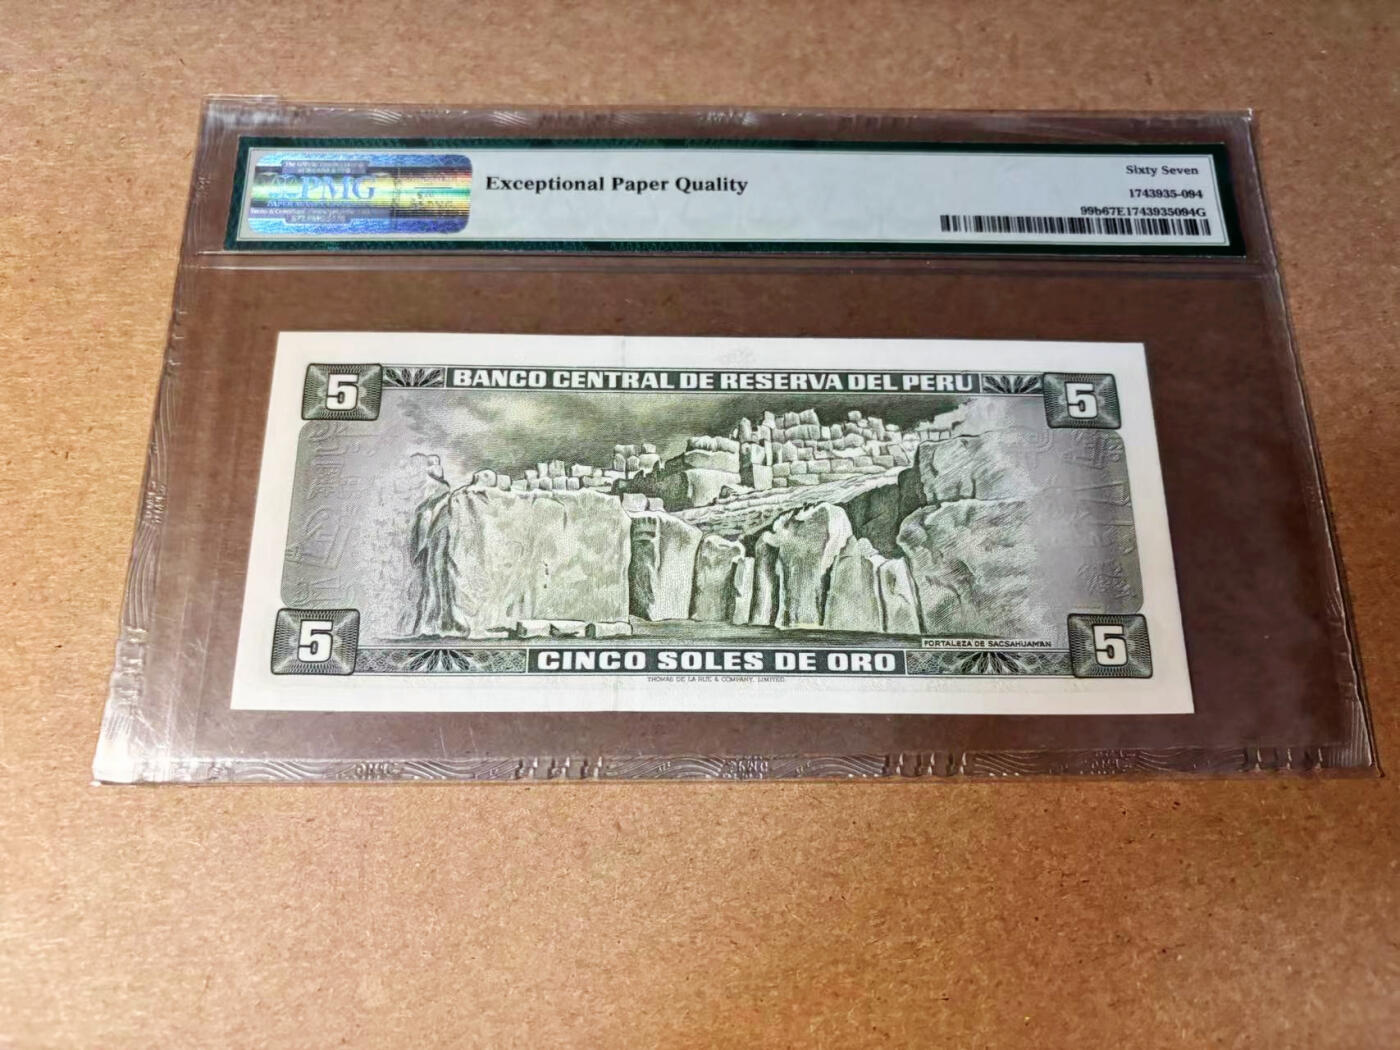 PMG
Exceptional Paper Quality
Sixty Seven
1743935-094
99b67E1743935094G
5
BANCO CENTRAL DE RESERVA DEL PERU
5
FORTALEZA DE SACSAHUAMAN
5
CINCO SOLES DE ORO
5
THOMAS DE LA RUE & COMPANY, LIMITED.